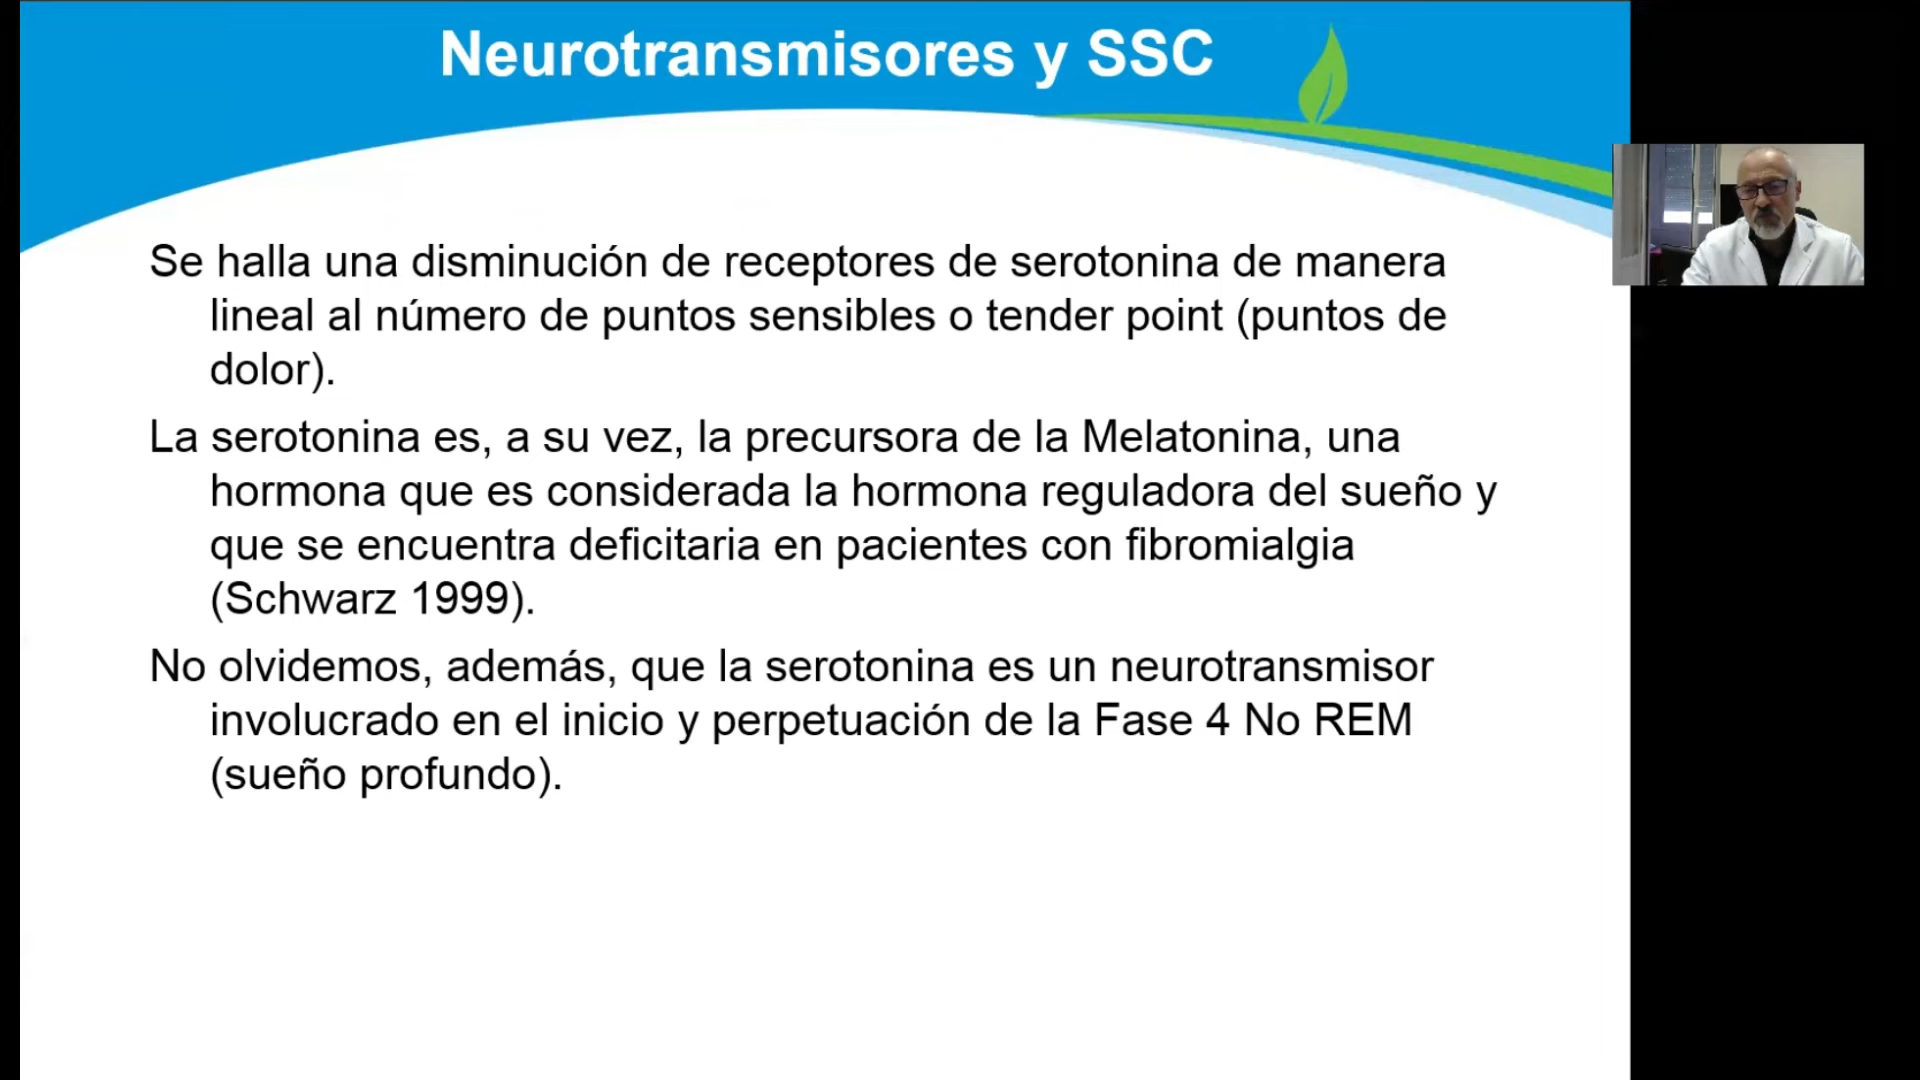 Neurotransmisores y SSC
Se halla una disminución de receptores de serotonina de manera
lineal al número de puntos sensibles o tender point (puntos de
dolor).
La serotonina es, a su vez, la precursora de la Melatonina, una
hormona que es considerada la hormona reguladora del sueño y
que se encuentra deficitaria en pacientes con fibromialgia
(Schwarz 1999).
No olvidemos, además, que la serotonina es un neurotransmisor
involucrado en el inicio y perpetuación de la Fase 4 No REM
(sueño profundo).